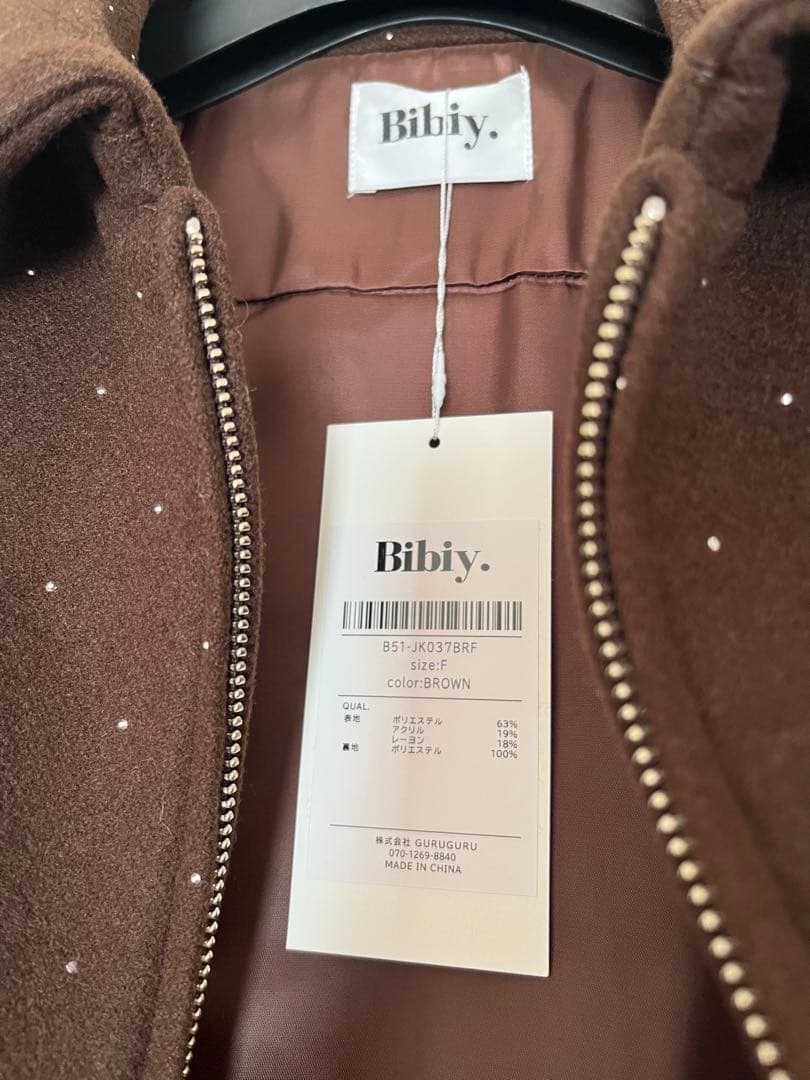 Bibiy.
Bibiy.
B51-JK037BRF
size:F
color:BROWN
QUAL.
表地 ポリエステル 63%
アクリル 19%
レーヨン 18%
裏地 ポリエステル 100%
株式会社 GURUGURU
070-1269-8840
MADE IN CHINA